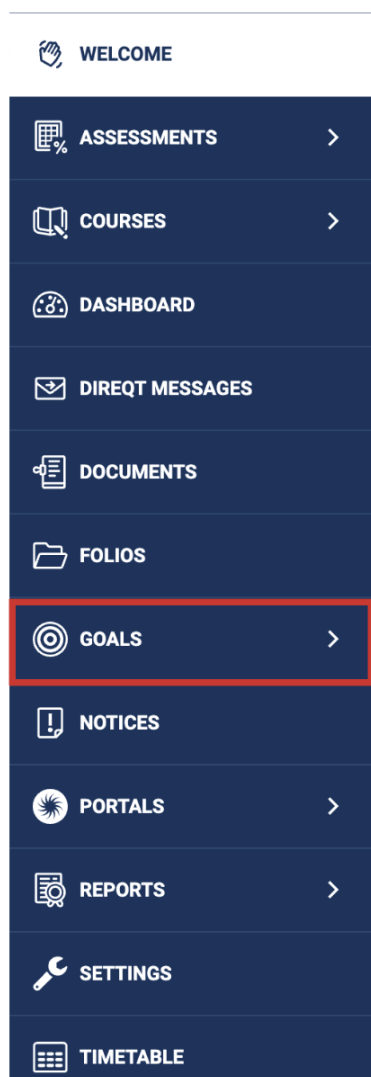 WELCOME
ASSESSMENTS
COURSES
DASHBOARD
DIREQT MESSAGES
DOCUMENTS
FOLIOS
GOALS
NOTICES
PORTALS
REPORTS
SETTINGS
TIMETABLE